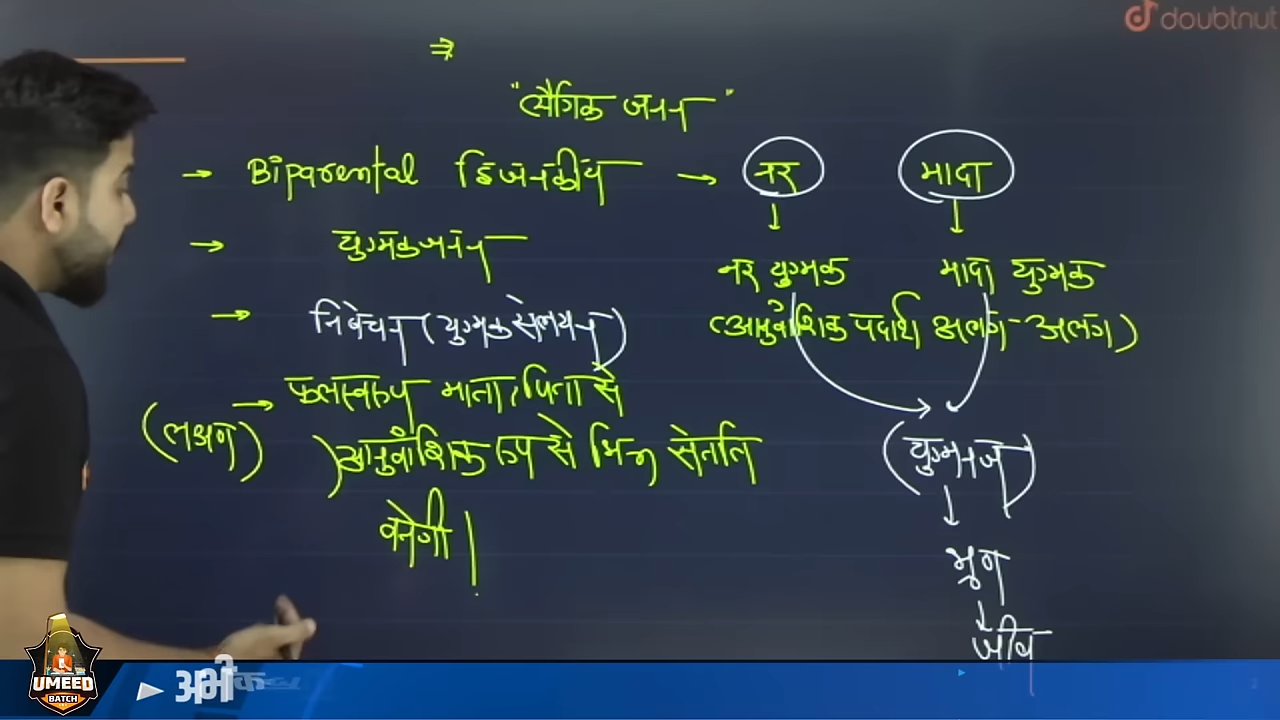 doubtnut
⇒
"लैंगिक जनन"
→ Biparental द्विजनकीय → नर मादा
→ युग्मकजनन
नर युग्मक मादा युग्मक
→ निषेचन (युग्मक संलयन)
(आनुवंशिक पदार्थ अलग-अलग)
→ फलस्वरूप माता, पिता से
(लक्षण) आनुवंशिक रूप से भिन्न संतति
बनेगी।
(युग्मनज)
भ्रूण
जीव
UMEED
BATCH
अभी